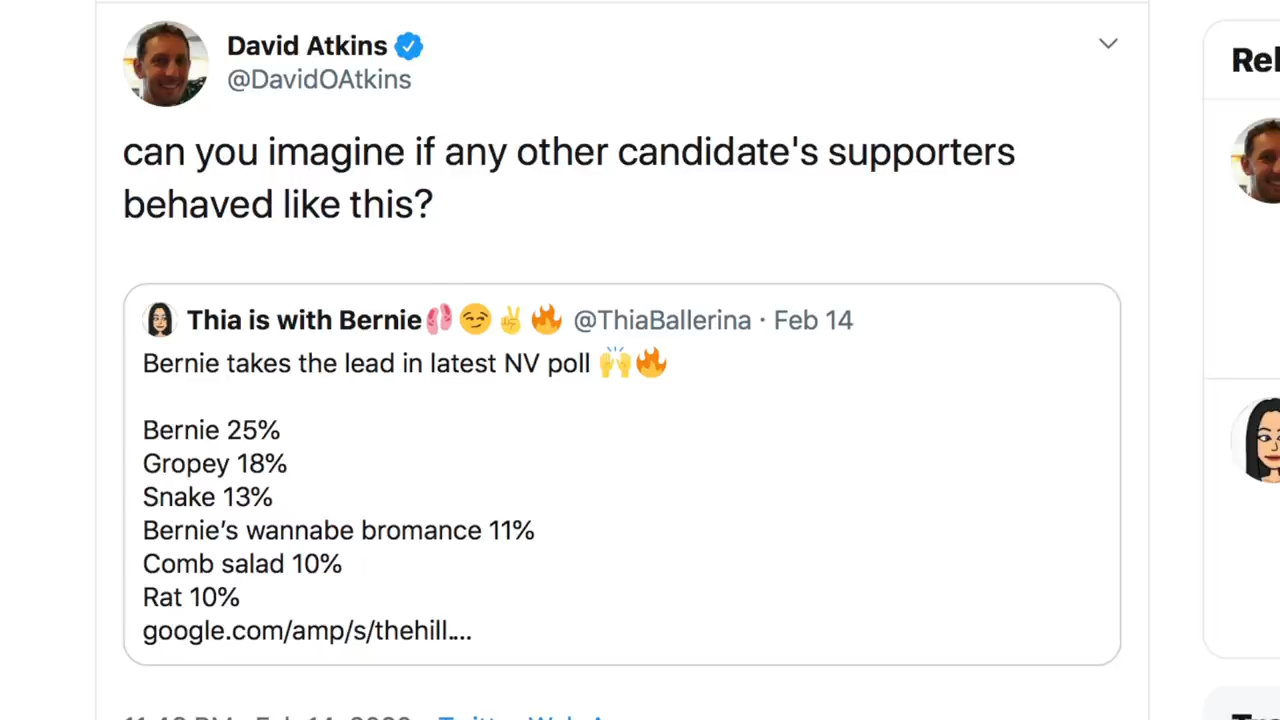 David Atkins
@DavidOAtkins
Rel
can you imagine if any other candidate's supporters
behaved like this?
Thia is with Bernie🩰😏✌️🔥 @ThiaBallerina · Feb 14
Bernie takes the lead in latest NV poll 🙌🔥
Bernie 25%
Gropey 18%
Snake 13%
Bernie’s wannabe bromance 11%
Comb salad 10%
Rat 10%
google.com/amp/s/thehill....